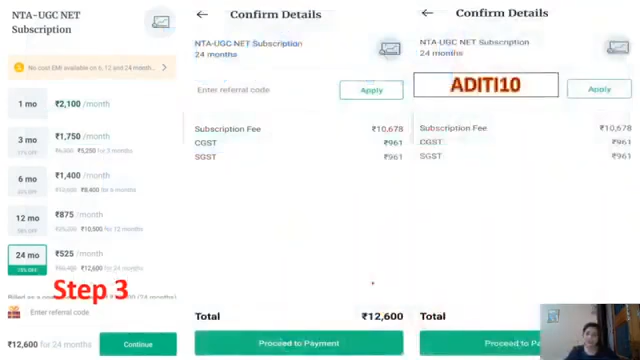 NTA-UGC NET
Subscription
No cost EMI available on 6, 12 and 24 month...
1 mo
₹2,100 /month
3 mo
₹1,750 /month
₹5,250 for 3 months
6 mo
₹1,400 /month
₹8,400 for 6 months
12 mo
₹875 /month
₹10,500 for 12 months
24 mo
₹525 /month
₹12,600 for 24 months
Step 3
Enter referral code
₹12,600 for 24 months
Continue
Confirm Details
NTA-UGC NET Subscription
24 months
Enter referral code
Apply
Subscription Fee ₹10,678
CGST ₹961
SGST ₹961
Total ₹12,600
Proceed to Payment
Confirm Details
NTA-UGC NET Subscription
24 months
ADITI10
Apply
Subscription Fee ₹10,678
CGST ₹961
SGST ₹961
Total
Proceed to Pay